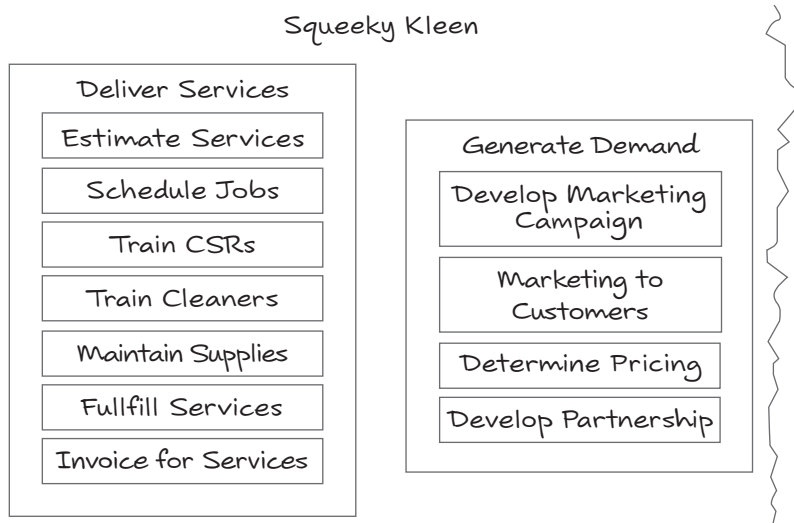 Squeeky Kleen
Deliver Services
Estimate Services
Schedule Jobs
Train CSRs
Train Cleaners
Maintain Supplies
Fullfill Services
Invoice for Services
Generate Demand
Develop Marketing
Campaign
Marketing to
Customers
Determine Pricing
Develop Partnership